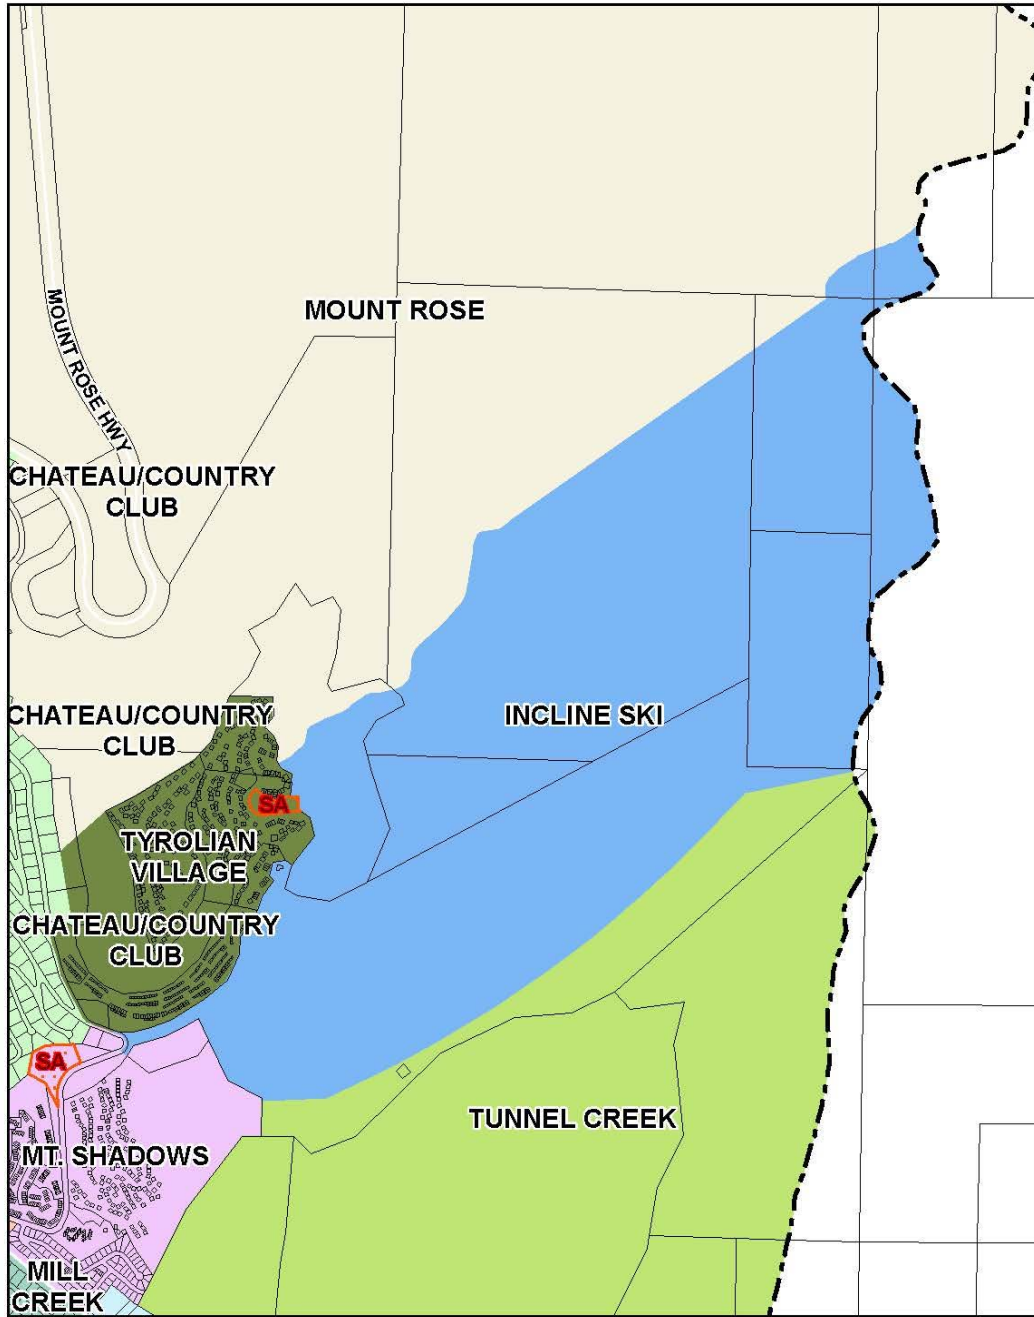 MOUNT ROSE
MOUNT ROSE HWY
CHATEAU/COUNTRY
CLUB
CHATEAU/COUNTRY
CLUB
INCLINE SKI
SA
TYROLIAN
VILLAGE
CHATEAU/COUNTRY
CLUB
SA
TUNNEL CREEK
MT. SHADOWS
MILL
CREEK